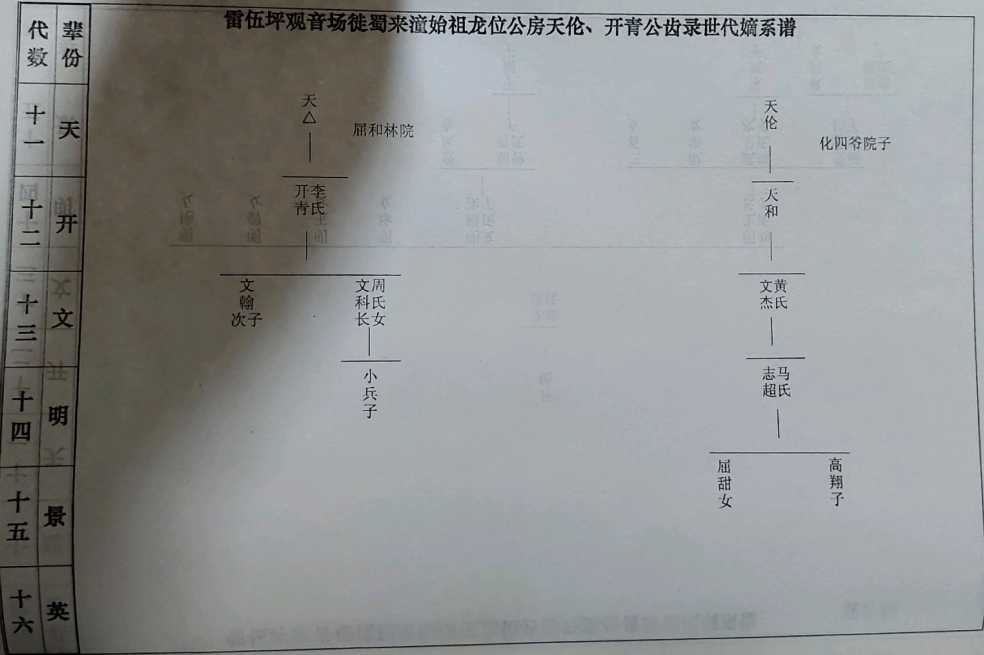 雷伍坪观音场徙蜀来潼始祖龙位公房天伦、开青公齿录世代嫡系谱
代数
辈份
十一
天
十二
开
十三
文
十四
明
十五
景
十六
英
天△
屈和林院
开青
李氏
文翰次子
文科长
周氏女
小兵子
天伦
化四爷院子
天和
文杰
黄氏
志超
马氏
屈甜女
高翔子